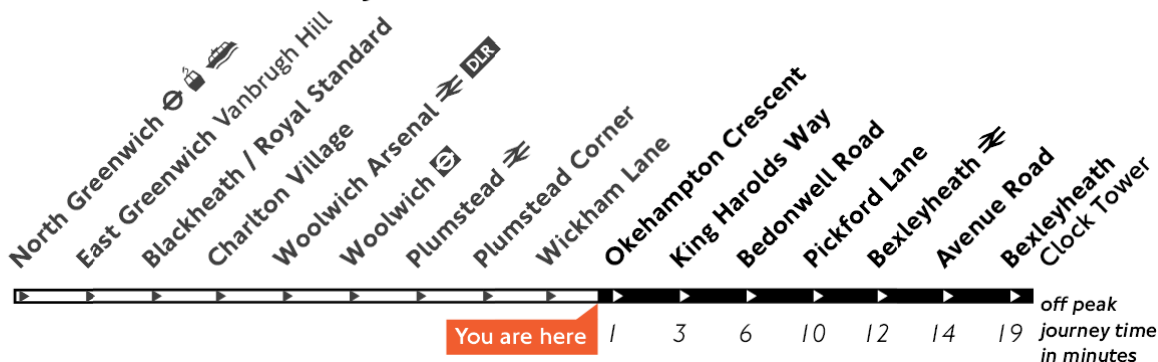 North Greenwich
East Greenwich Vanbrugh Hill
Blackheath / Royal Standard
Charlton Village
Woolwich Arsenal DLR
Woolwich
Plumstead
Plumstead Corner
Wickham Lane
Okehampton Crescent
King Harolds Way
Bedonwell Road
Pickford Lane
Bexleyheath
Avenue Road
Bexleyheath
Clock Tower
You are here
1 3 6 10 12 14 19
off peak
journey time
in minutes